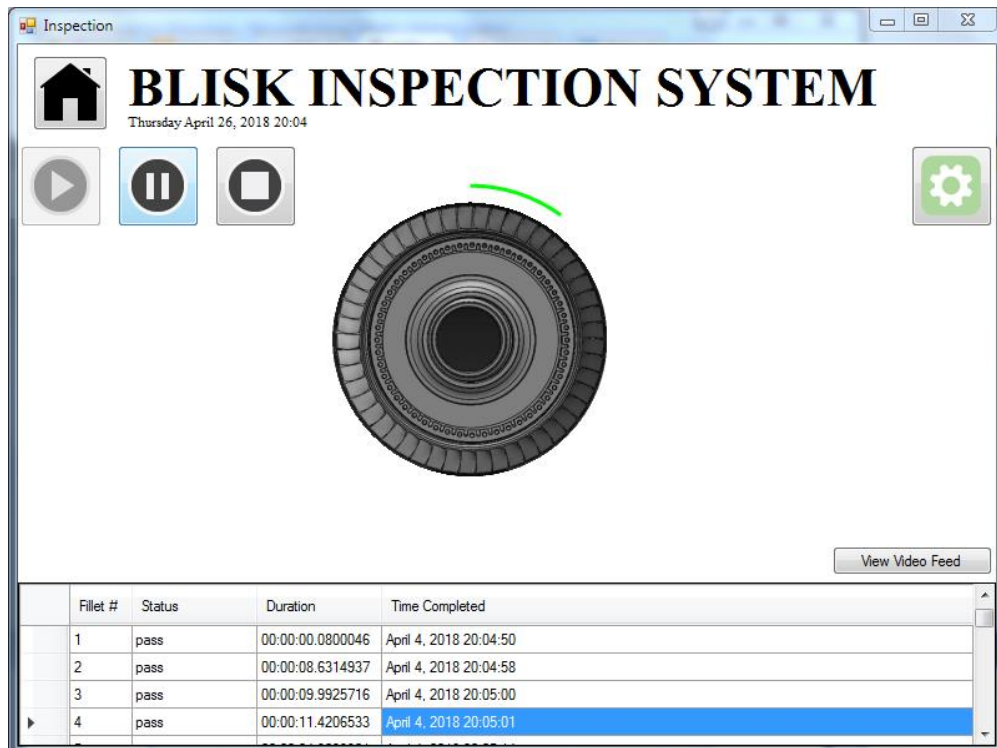 Inspection
BLISK INSPECTION SYSTEM
Thursday April 26, 2018 20:04
View Video Feed
Fillet # Status Duration Time Completed
1 pass 00:00:00.0800046 April 4, 2018 20:04:50
2 pass 00:00:08.6314937 April 4, 2018 20:04:58
3 pass 00:00:09.9925716 April 4, 2018 20:05:00
4 pass 00:00:11.4206533 April 4, 2018 20:05:01